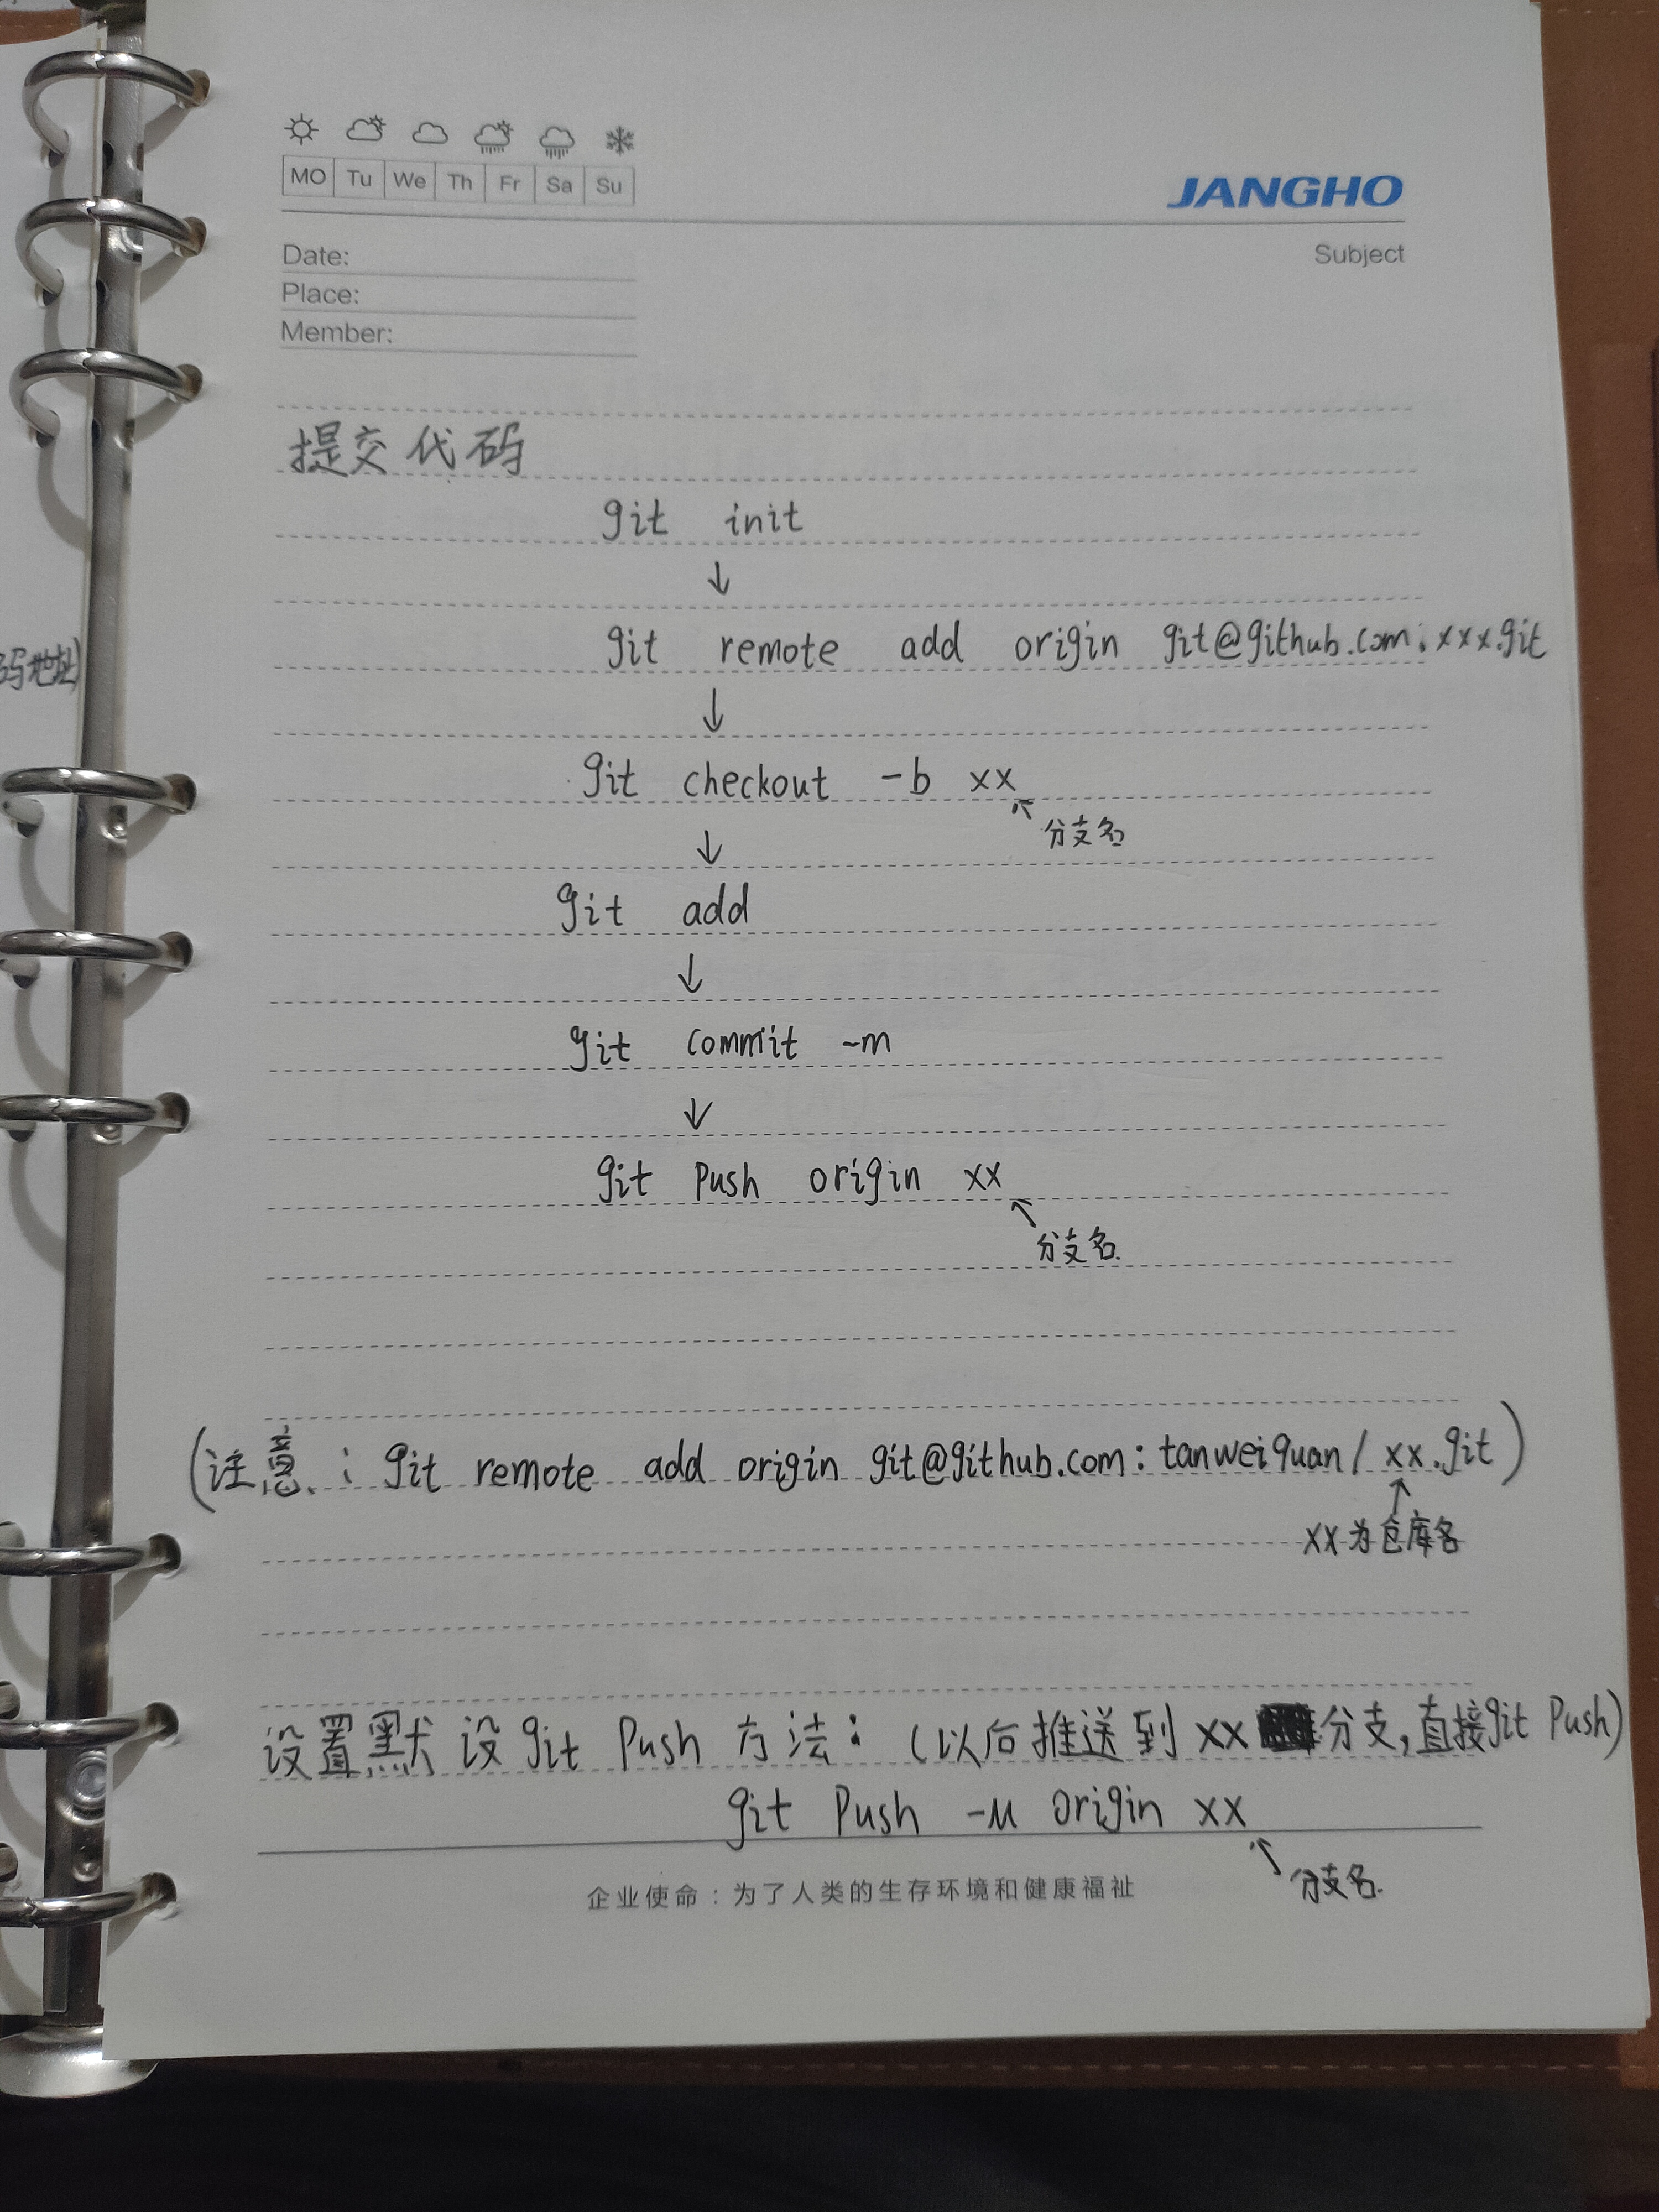 MO Tu We Th Fr Sa Su
JANGHO
Date:
Subject
Place:
Member:
提交代码
git init
↓
git remote add origin git@github.com:xxx.git
码地址)
↓
git checkout -b xx
分支名
↓
git add
↓
git commit -m
↓
git push origin xx
分支名.
(注意: git remote add origin git@github.com: tanweiquan/xx.git)
xx为仓库名
设置默设git push方法: (以后推送到xx分支,直接git push)
git push -u origin xx
分支名.
企业使命:为了人类的生存环境和健康福祉